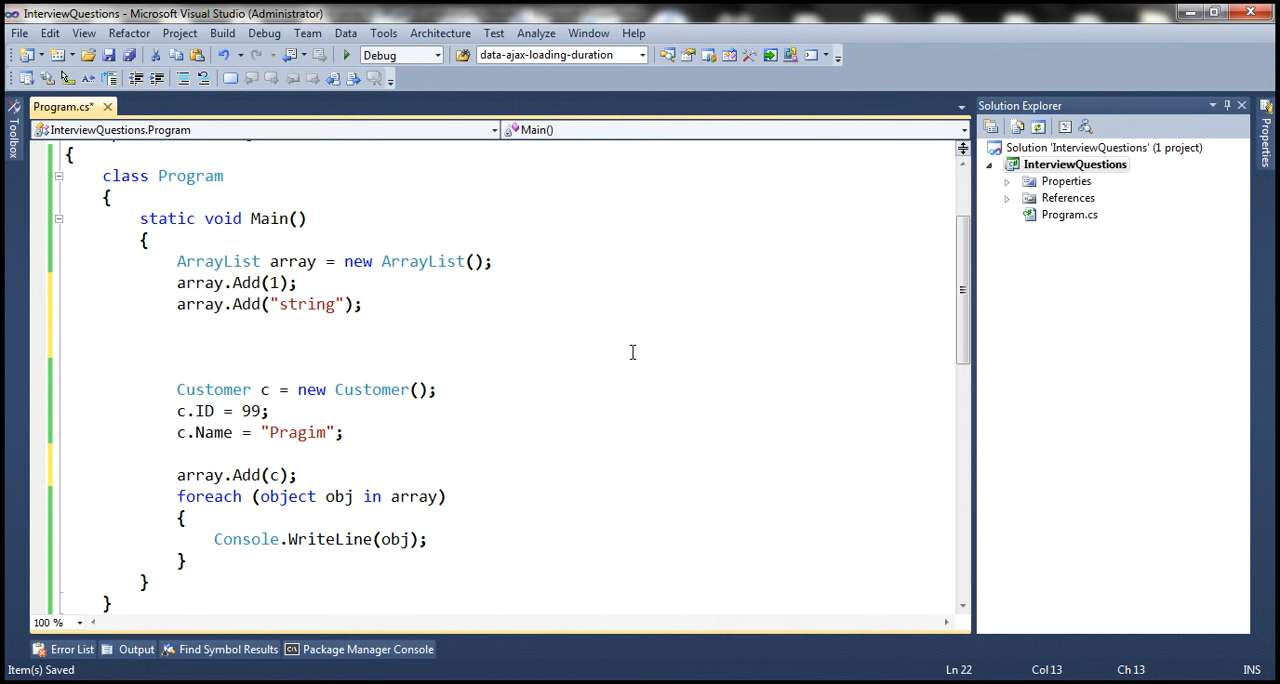 InterviewQuestions - Microsoft Visual Studio (Administrator)
File Edit View Refactor Project Build Debug Team Data Tools Architecture Test Analyze Window Help
Debug data-ajax-loading-duration
Program.cs*
Solution Explorer
InterviewQuestions.Program Main()
Toolbox
Properties
Solution 'InterviewQuestions' (1 project)
InterviewQuestions
Properties
References
Program.cs
{
class Program
{
static void Main()
{
ArrayList array = new ArrayList();
array.Add(1);
array.Add("string");
Customer c = new Customer();
c.ID = 99;
c.Name = "Pragim";
array.Add(c);
foreach (object obj in array)
{
Console.WriteLine(obj);
}
}
}
100 %
Error List Output Find Symbol Results Package Manager Console
Item(s) Saved Ln 22 Col 13 Ch 13 INS